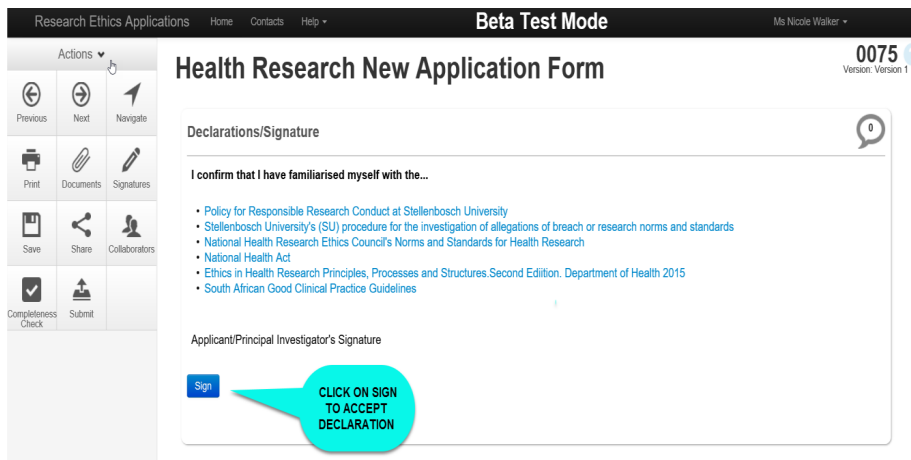 Research Ethics Applications Home Contacts Help Beta Test Mode Ms Nicole Walker
Actions
0075
Version: Version 1
Health Research New Application Form
Previous Next Navigate
Print Documents Signatures
Save Share Collaborators
Completeness Check Submit
Declarations/Signature
0
I confirm that I have familiarised myself with the...
• Policy for Responsible Research Conduct at Stellenbosch University
• Stellenbosch University's (SU) procedure for the investigation of allegations of breach or research norms and standards
• National Health Research Ethics Council's Norms and Standards for Health Research
• National Health Act
• Ethics in Health Research Principles, Processes and Structures.Second Ediition. Department of Health 2015
• South African Good Clinical Practice Guidelines
Applicant/Principal Investigator's Signature
Sign
CLICK ON SIGN
TO ACCEPT
DECLARATION